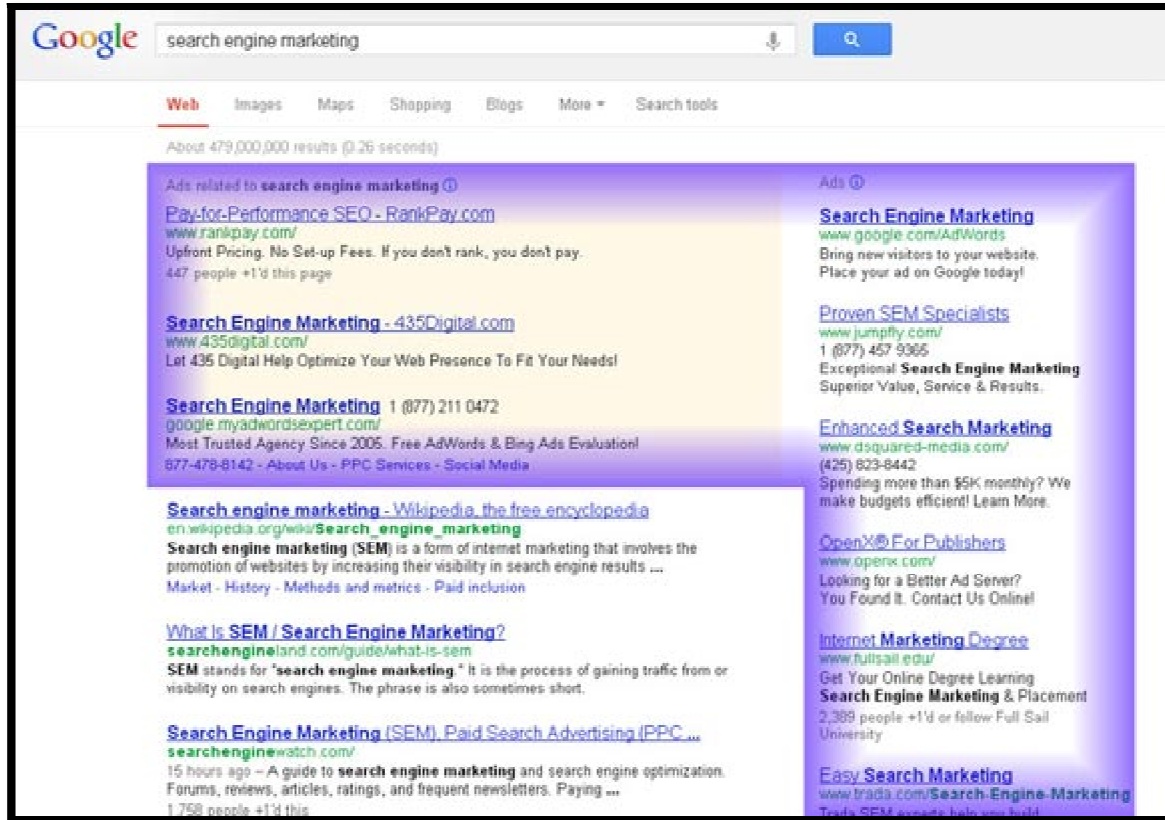 Google
search engine marketing
Web Images Maps Shopping Blogs More Search tools
About 479,000,000 results (0.26 seconds)
Ads related to search engine marketing
Pay-for-Performance SEO - RankPay.com
www.rankpay.com/
Upfront Pricing. No Set-up Fees. If you don't rank, you don't pay.
447 people +1'd this page
Search Engine Marketing - 435Digital.com
www.435digital.com/
Let 435 Digital Help Optimize Your Web Presence To Fit Your Needs!
Search Engine Marketing 1 (877) 211 0472
google.myadwordsexpert.com/
Most Trusted Agency Since 2005. Free AdWords & Bing Ads Evaluation!
877-478-8142 - About Us - PPC Services - Social Media
Search engine marketing - Wikipedia, the free encyclopedia
en.wikipedia.org/wiki/Search_engine_marketing
Search engine marketing (SEM) is a form of internet marketing that involves the
promotion of websites by increasing their visibility in search engine results ...
Market - History - Methods and metrics - Paid inclusion
What Is SEM / Search Engine Marketing?
searchengineland.com/guide/what-is-sem
SEM stands for "search engine marketing." It is the process of gaining traffic from or
visibility on search engines. The phrase is also sometimes short.
Search Engine Marketing (SEM), Paid Search Advertising (PPC ...
searchenginewatch.com/
15 hours ago – A guide to search engine marketing and search engine optimization.
Forums, reviews, articles, ratings, and frequent newsletters. Paying ...
1,758 people +1'd this
Ads
Search Engine Marketing
www.google.com/AdWords
Bring new visitors to your website.
Place your ad on Google today!
Proven SEM Specialists
www.jumpfly.com/
1 (877) 457 9365
Exceptional Search Engine Marketing
Superior Value, Service & Results.
Enhanced Search Marketing
www.dsquared-media.com/
(425) 823-8442
Spending more than $5K monthly? We
make budgets efficient! Learn More.
OpenX® For Publishers
www.openx.com/
Looking for a Better Ad Server?
You Found It. Contact Us Online!
Internet Marketing Degree
www.fullsail.edu/
Get Your Online Degree Learning
Search Engine Marketing & Placement
2,389 people +1'd or follow Full Sail
University
Easy Search Marketing
www.trada.com/Search-Engine-Marketing
Trada SEM experts help you build